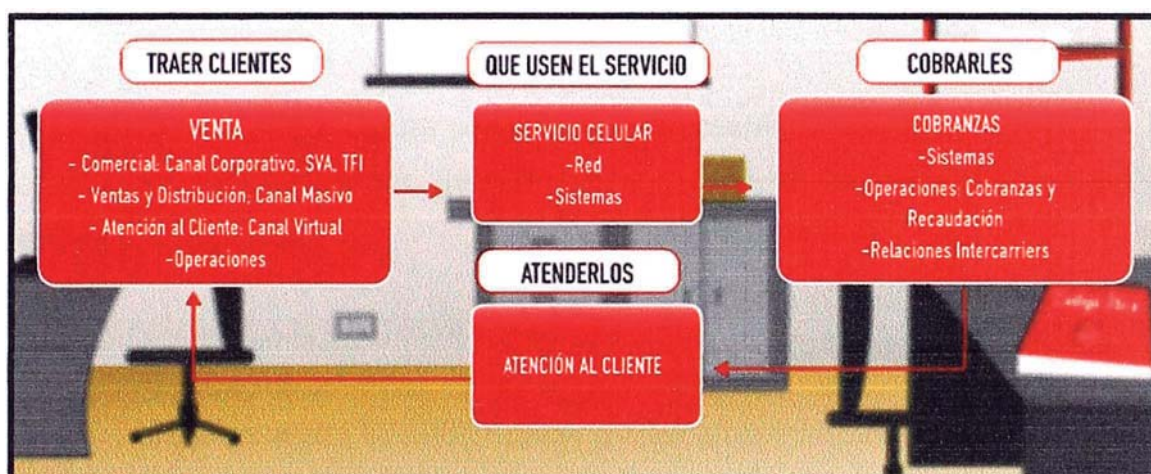 TRAER CLIENTES
VENTA
- Comercial: Canal Corporativo, SVA, TFI
- Ventas y Distribución: Canal Masivo
- Atención al Cliente: Canal Virtual
-Operaciones
QUE USEN EL SERVICIO
SERVICIO CELULAR
-Red
-Sistemas
COBRARLES
COBRANZAS
-Sistemas
-Operaciones: Cobranzas y
Recaudación
-Relaciones Intercarriers
ATENDERLOS
ATENCIÓN AL CLIENTE